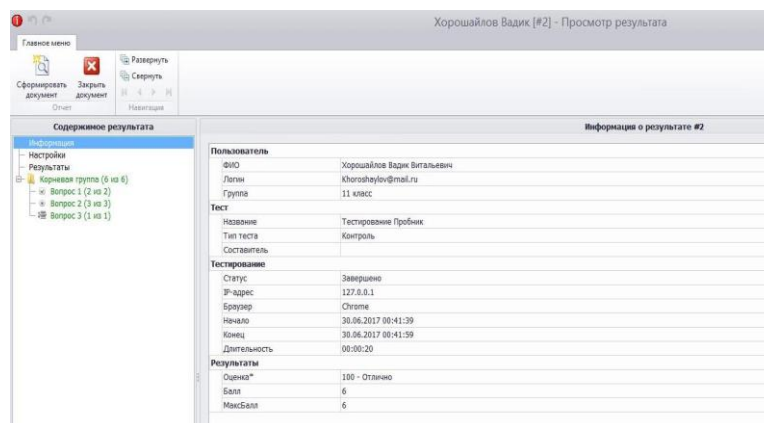 Хорошайлов Вадик [#2] - Просмотр результата
Главное меню
Сформировать документ
Закрыть документ
Развернуть
Свернуть
Отчет
Навигация
Содержимое результата
Информация
Настройки
Результаты
Корневая группа (6 из 6)
Вопрос 1 (2 из 2)
Вопрос 2 (3 из 3)
Вопрос 3 (1 из 1)
Информация о результате #2
Пользователь
ФИО Хорошайлов Вадик Витальевич
Логин Khoroshaylov@mail.ru
Группа 11 класс
Тест
Название Тестирование Пробник
Тип теста Контроль
Составитель
Тестирование
Статус Завершено
IP-адрес 127.0.0.1
Браузер Chrome
Начало 30.06.2017 00:41:39
Конец 30.06.2017 00:41:59
Длительность 00:00:20
Результаты
Оценка* 100 - Отлично
Балл 6
МаксБалл 6